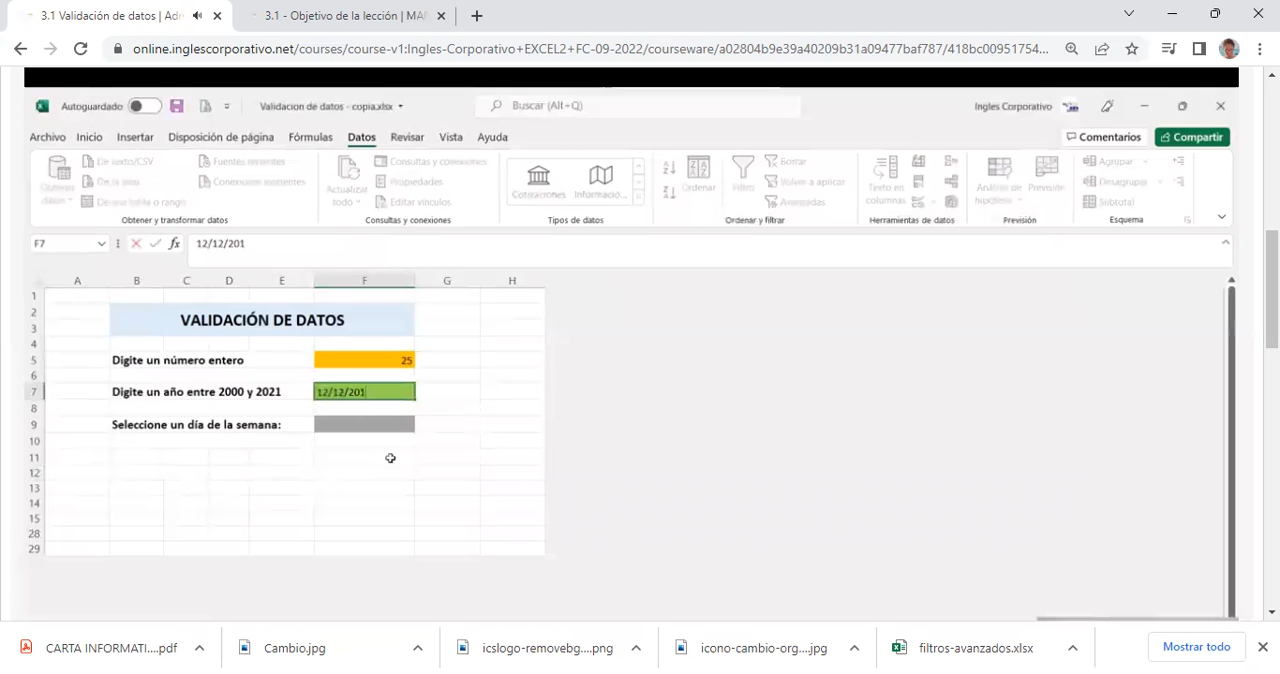 3.1 Validación de datos | Adr
3.1 - Objetivo de la lección | MA
online.inglescorporativo.net/courses/course-v1:Ingles-Corporativo+EXCEL2+FC-09-2022/courseware/a02804b9e39a40209b31a09477baf787/418bc00951754...
Autoguardado
Validacion de datos - copia.xlsx
Buscar (Alt+Q)
Ingles Corporativo
Archivo Inicio Insertar Disposición de página Fórmulas Datos Revisar Vista Ayuda
Comentarios Compartir
De texto/CSV Fuentes recientes Consultas y conexiones Borrar Agrupar
Obtener datos De la web Conexiones existentes Actualizar todo Propiedades Cotizaciones Informació... Ordenar Filtro Volver a aplicar Texto en columnas Análisis de hipótesis Previsión Desagrupar
De una tabla o rango Editar vínculos Avanzadas Subtotal
Obtener y transformar datos Consultas y conexiones Tipos de datos Ordenar y filtrar Herramientas de datos Previsión Esquema
F7 fx 12/12/201
A B C D E F G H
1
2
VALIDACIÓN DE DATOS
3
4
5 Digite un número entero 25
6
7 Digite un año entre 2000 y 2021 12/12/201
8
9 Seleccione un día de la semana:
10
11
12
13
14
15
28
29
CARTA INFORMATI....pdf Cambio.jpg icslogo-removebg....png icono-cambio-org....jpg filtros-avanzados.xlsx Mostrar todo